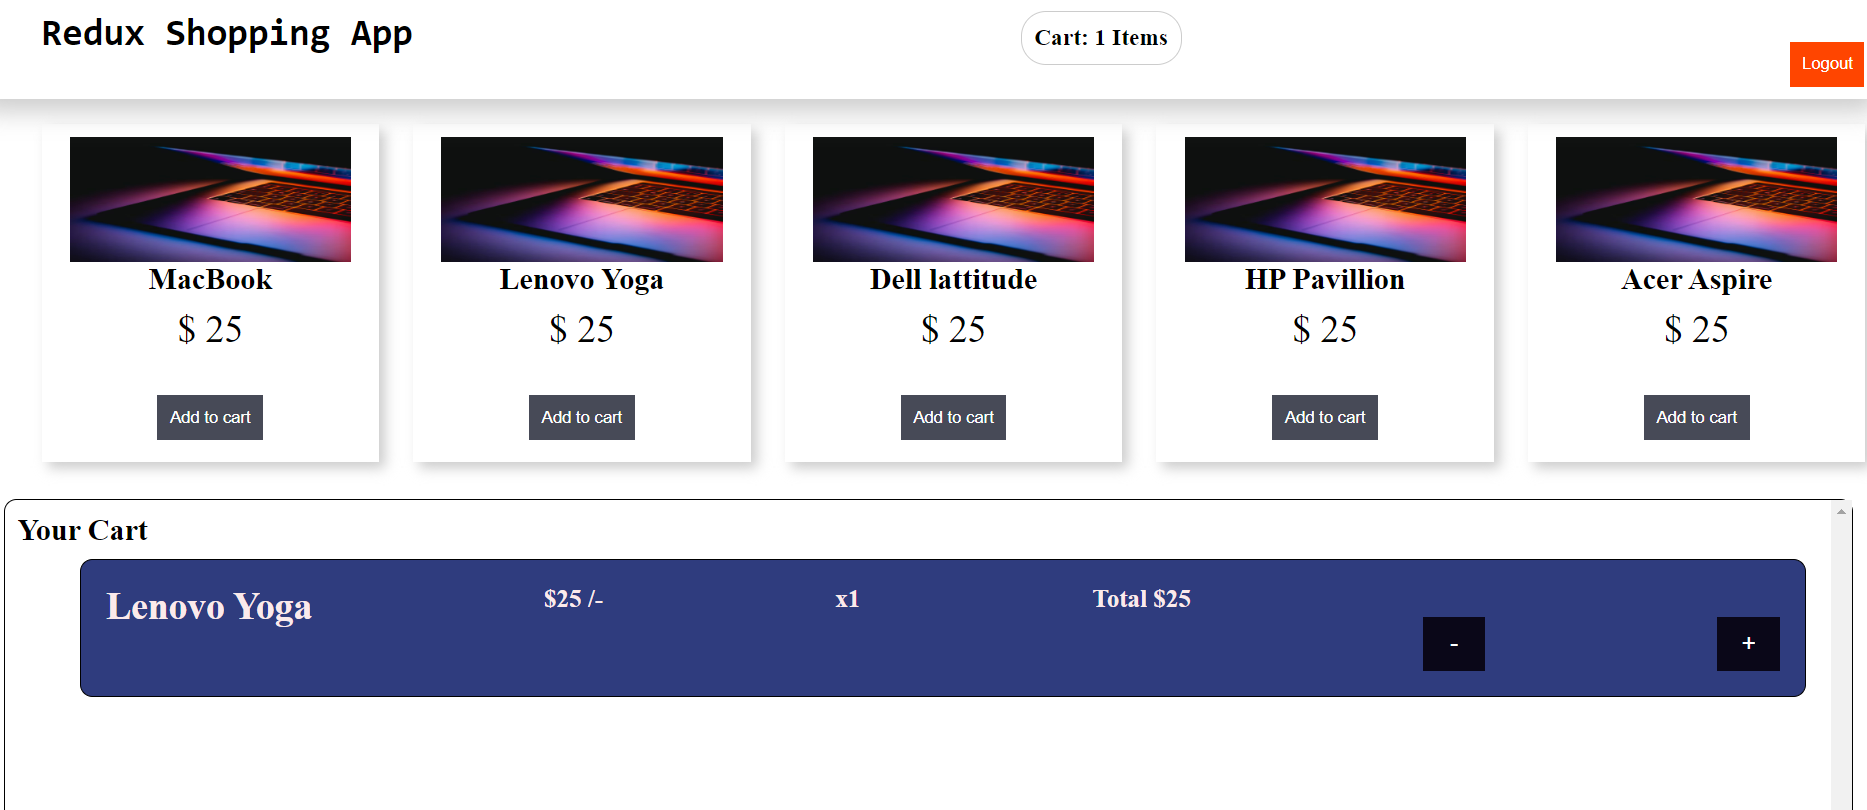 Redux Shopping App
Cart: 1 Items
Logout
MacBook
$ 25
Add to cart
Lenovo Yoga
$ 25
Add to cart
Dell lattitude
$ 25
Add to cart
HP Pavillion
$ 25
Add to cart
Acer Aspire
$ 25
Add to cart
Your Cart
Lenovo Yoga
$25 /-
x1
Total $25
-
+